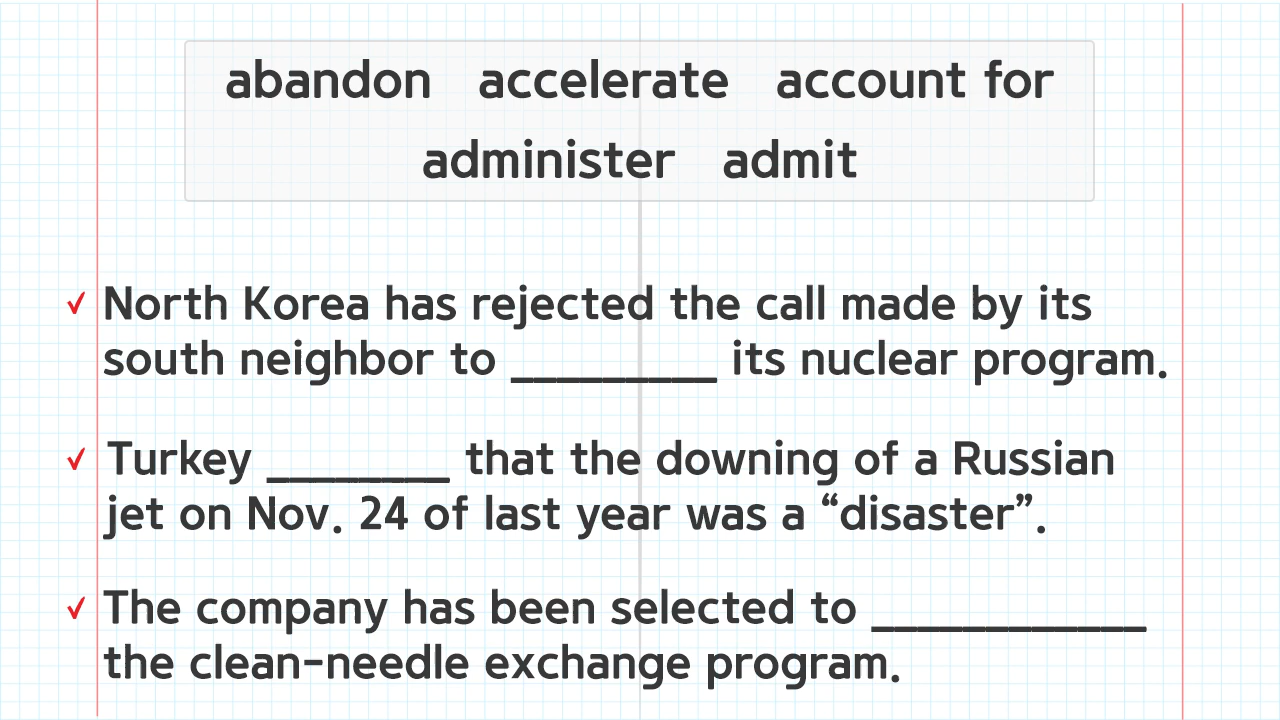 abandon accelerate account for
administer admit
✓ North Korea has rejected the call made by its
south neighbor to _________ its nuclear program.
✓ Turkey ________ that the downing of a Russian
jet on Nov. 24 of last year was a “disaster”.
✓ The company has been selected to ____________
the clean-needle exchange program.